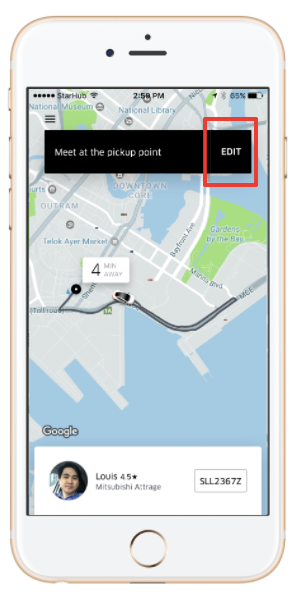 StarHub 2:59 PM 65%
National Museum
National Library
Meet at the pickup point EDIT
DOWNTOWN
CORE
OUTRAM
Gardens
by the Bay
Telok Ayer Market
Bayfront Ave
4 MIN
AWAY
Marina Blvd
MCE
(Tollroad)
Google
Louis 4.5★
Mitsubishi Attrage
SLL2367Z